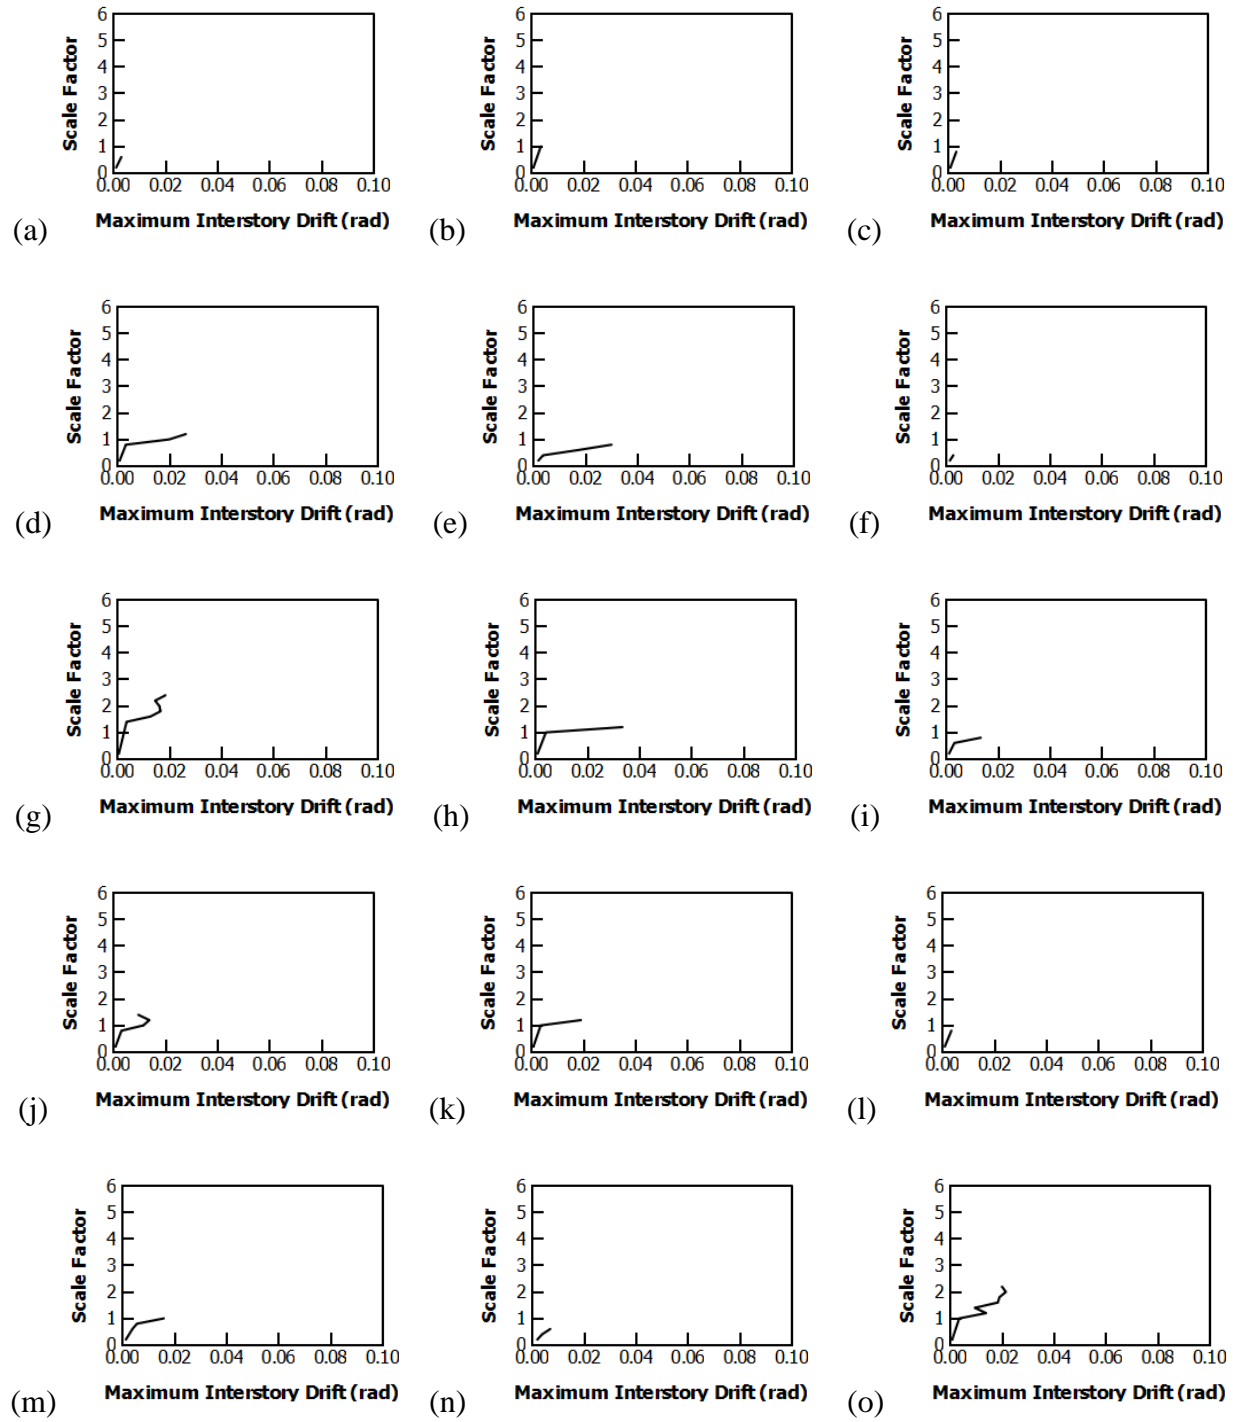 6 6 6
5 5 5
4 4 4
3 3 3
2 2 2
1 1 1
0 0 0
Scale Factor Scale Factor Scale Factor
0.00 0.02 0.04 0.06 0.08 0.10 0.00 0.02 0.04 0.06 0.08 0.10 0.00 0.02 0.04 0.06 0.08 0.10
(a) Maximum Interstory Drift (rad) (b) Maximum Interstory Drift (rad) (c) Maximum Interstory Drift (rad)
6 6 6
5 5 5
4 4 4
3 3 3
2 2 2
1 1 1
0 0 0
Scale Factor Scale Factor Scale Factor
0.00 0.02 0.04 0.06 0.08 0.10 0.00 0.02 0.04 0.06 0.08 0.10 0.00 0.02 0.04 0.06 0.08 0.10
(d) Maximum Interstory Drift (rad) (e) Maximum Interstory Drift (rad) (f) Maximum Interstory Drift (rad)
6 6 6
5 5 5
4 4 4
3 3 3
2 2 2
1 1 1
0 0 0
Scale Factor Scale Factor Scale Factor
0.00 0.02 0.04 0.06 0.08 0.10 0.00 0.02 0.04 0.06 0.08 0.10 0.00 0.02 0.04 0.06 0.08 0.10
(g) Maximum Interstory Drift (rad) (h) Maximum Interstory Drift (rad) (i) Maximum Interstory Drift (rad)
6 6 6
5 5 5
4 4 4
3 3 3
2 2 2
1 1 1
0 0 0
Scale Factor Scale Factor Scale Factor
0.00 0.02 0.04 0.06 0.08 0.10 0.00 0.02 0.04 0.06 0.08 0.10 0.00 0.02 0.04 0.06 0.08 0.10
(j) Maximum Interstory Drift (rad) (k) Maximum Interstory Drift (rad) (l) Maximum Interstory Drift (rad)
6 6 6
5 5 5
4 4 4
3 3 3
2 2 2
1 1 1
0 0 0
Scale Factor Scale Factor Scale Factor
0.00 0.02 0.04 0.06 0.08 0.10 0.00 0.02 0.04 0.06 0.08 0.10 0.00 0.02 0.04 0.06 0.08 0.10
(m) Maximum Interstory Drift (rad) (n) Maximum Interstory Drift (rad) (o) Maximum Interstory Drift (rad)